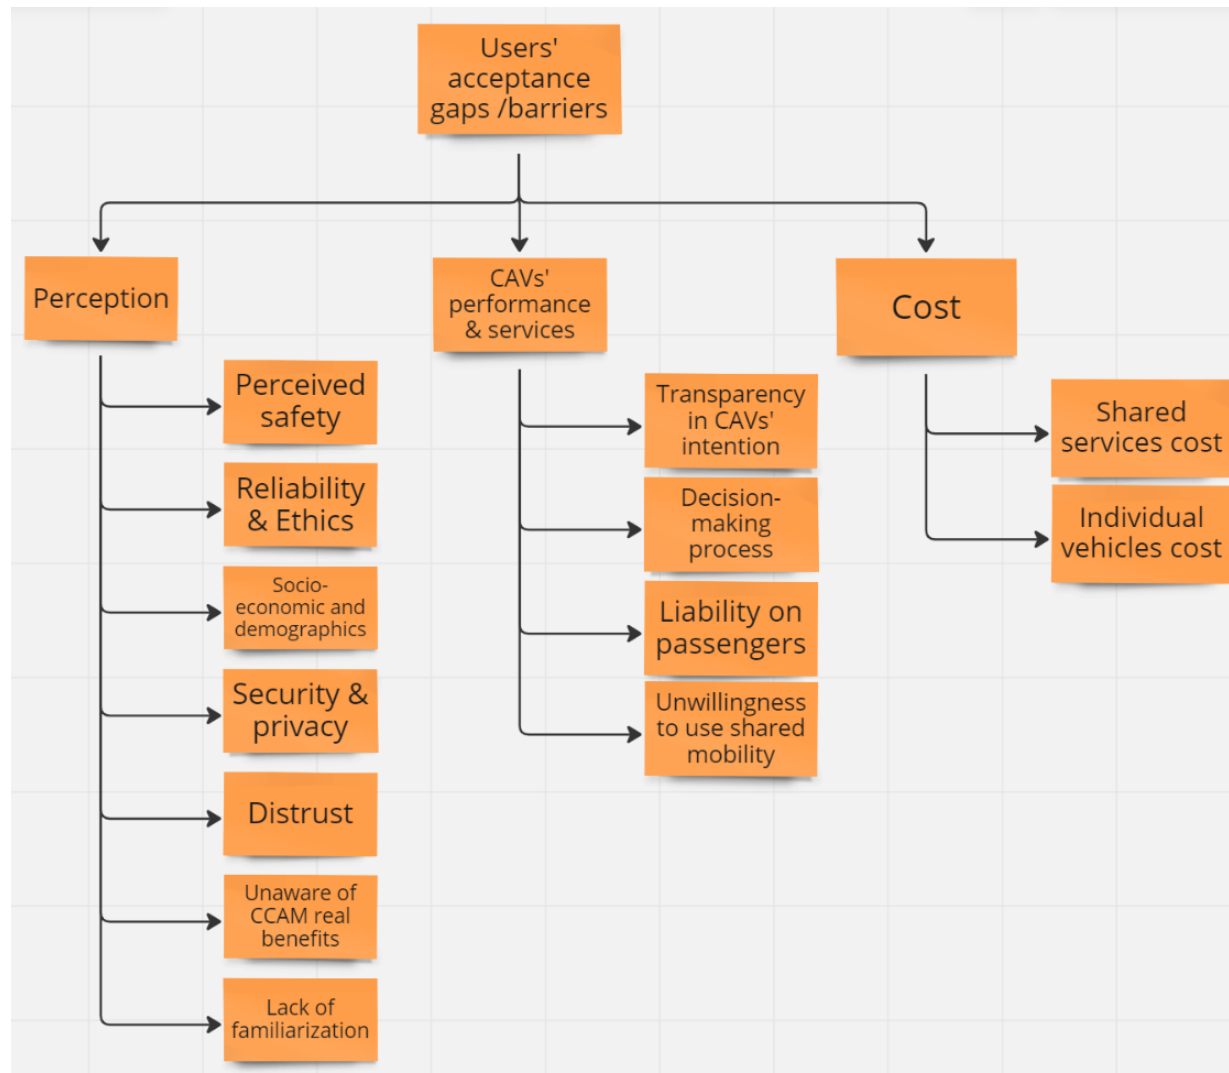 Users'
acceptance
gaps /barriers
Perception
CAVs'
performance
& services
Cost
Perceived
safety
Reliability
& Ethics
Socio-
economic and
demographics
Security &
privacy
Distrust
Unaware of
CCAM real
benefits
Lack of
familiarization
Transparency
in CAVs'
intention
Decision-
making
process
Liability on
passengers
Unwillingness
to use shared
mobility
Shared
services cost
Individual
vehicles cost